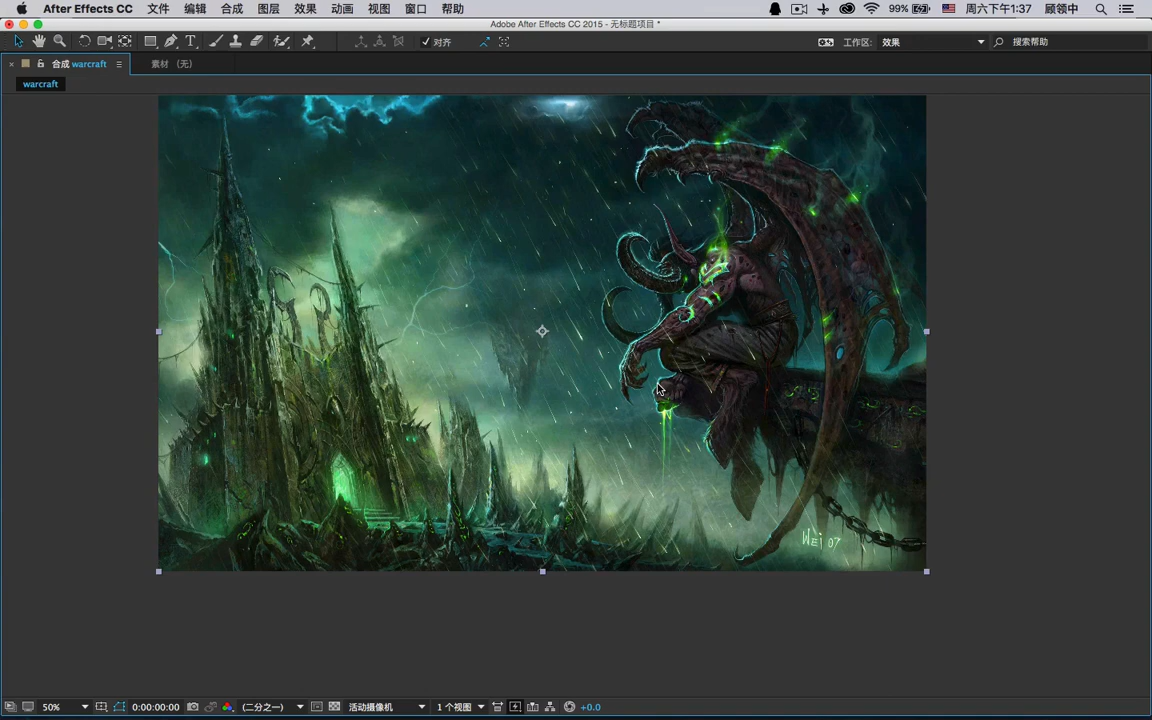 After Effects CC 文件 编辑 合成 图层 效果 动画 视图 窗口 帮助 99% 周六下午1:37 顾领中
Adobe After Effects CC 2015 - 无标题项目 *
对齐 工作区: 效果 搜索帮助
合成 warcraft 素材 (无)
warcraft
WEi 07
50% 0:00:00:00 (二分之一) 活动摄像机 1 个视图 +0.0